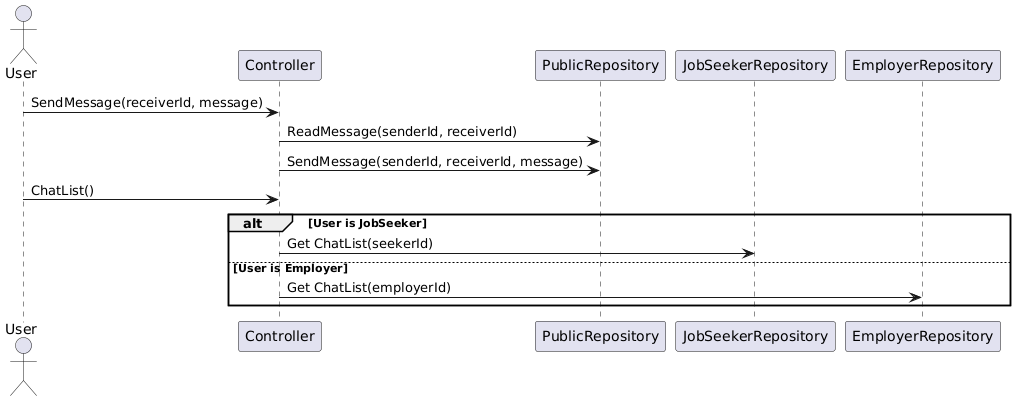 User
Controller
PublicRepository
JobSeekerRepository
EmployerRepository
SendMessage(receiverId, message)
ReadMessage(senderId, receiverId)
SendMessage(senderId, receiverId, message)
ChatList()
alt
[User is JobSeeker]
Get ChatList(seekerId)
[User is Employer]
Get ChatList(employerId)
User
Controller
PublicRepository
JobSeekerRepository
EmployerRepository